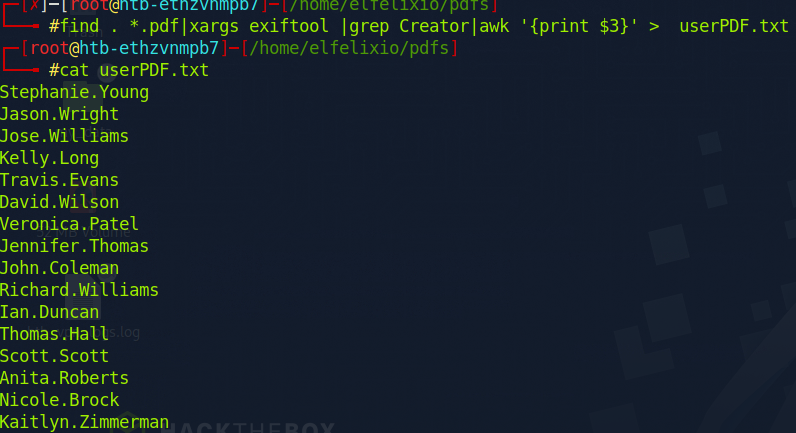 [x]-[root@htb-ethzvhmpb7]-[/home/elfelixio/pdfs]
#find . *.pdf|xargs exiftool |grep Creator|awk '{print $3}' >  userPDF.txt
[root@htb-ethzvnmpb7]-[/home/elfelixio/pdfs]
#cat userPDF.txt
Stephanie.Young
Jason.Wright
Jose.Williams
Kelly.Long
Travis.Evans
David.Wilson
Veronica.Patel
Jennifer.Thomas
John.Coleman
Richard.Williams
Ian.Duncan
Thomas.Hall
Scott.Scott
Anita.Roberts
Nicole.Brock
Kaitlyn.Zimmerman
HACKTHEBOX